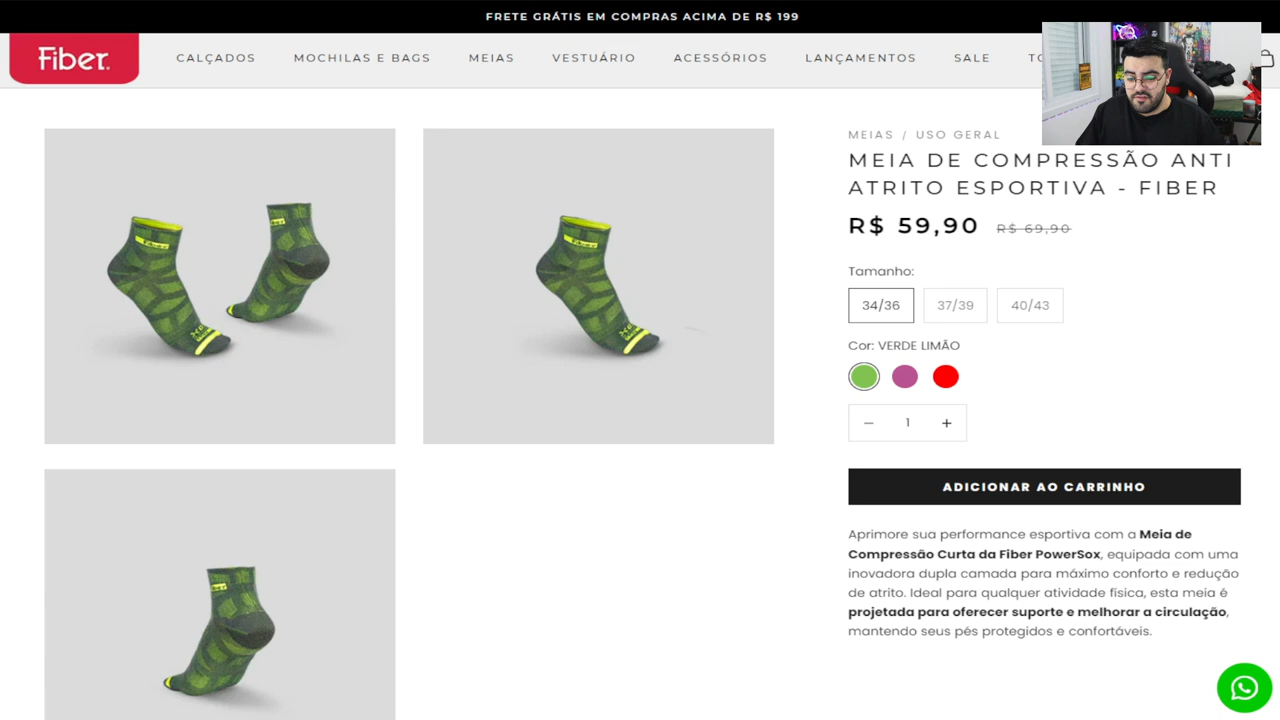 FRETE GRÁTIS EM COMPRAS ACIMA DE R$ 199
Fiber.
CALÇADOS MOCHILAS E BAGS MEIAS VESTUÁRIO ACESSÓRIOS LANÇAMENTOS SALE
MEIAS / USO GERAL
MEIA DE COMPRESSÃO ANTI
ATRITO ESPORTIVA - FIBER
R$ 59,90 R$ 69,90
Tamanho:
34/36 37/39 40/43
Cor: VERDE LIMÃO
− 1 +
ADICIONAR AO CARRINHO
Aprimore sua performance esportiva com a Meia de
Compressão Curta da Fiber PowerSox, equipada com uma
inovadora dupla camada para máximo conforto e redução
de atrito. Ideal para qualquer atividade física, esta meia é
projetada para oferecer suporte e melhorar a circulação,
mantendo seus pés protegidos e confortáveis.